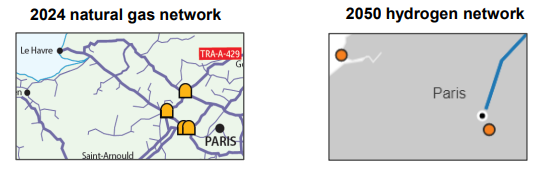 2024 natural gas network
2050 hydrogen network
Le Havre
TRA-A-429
PARIS
Saint-Arnould
Paris